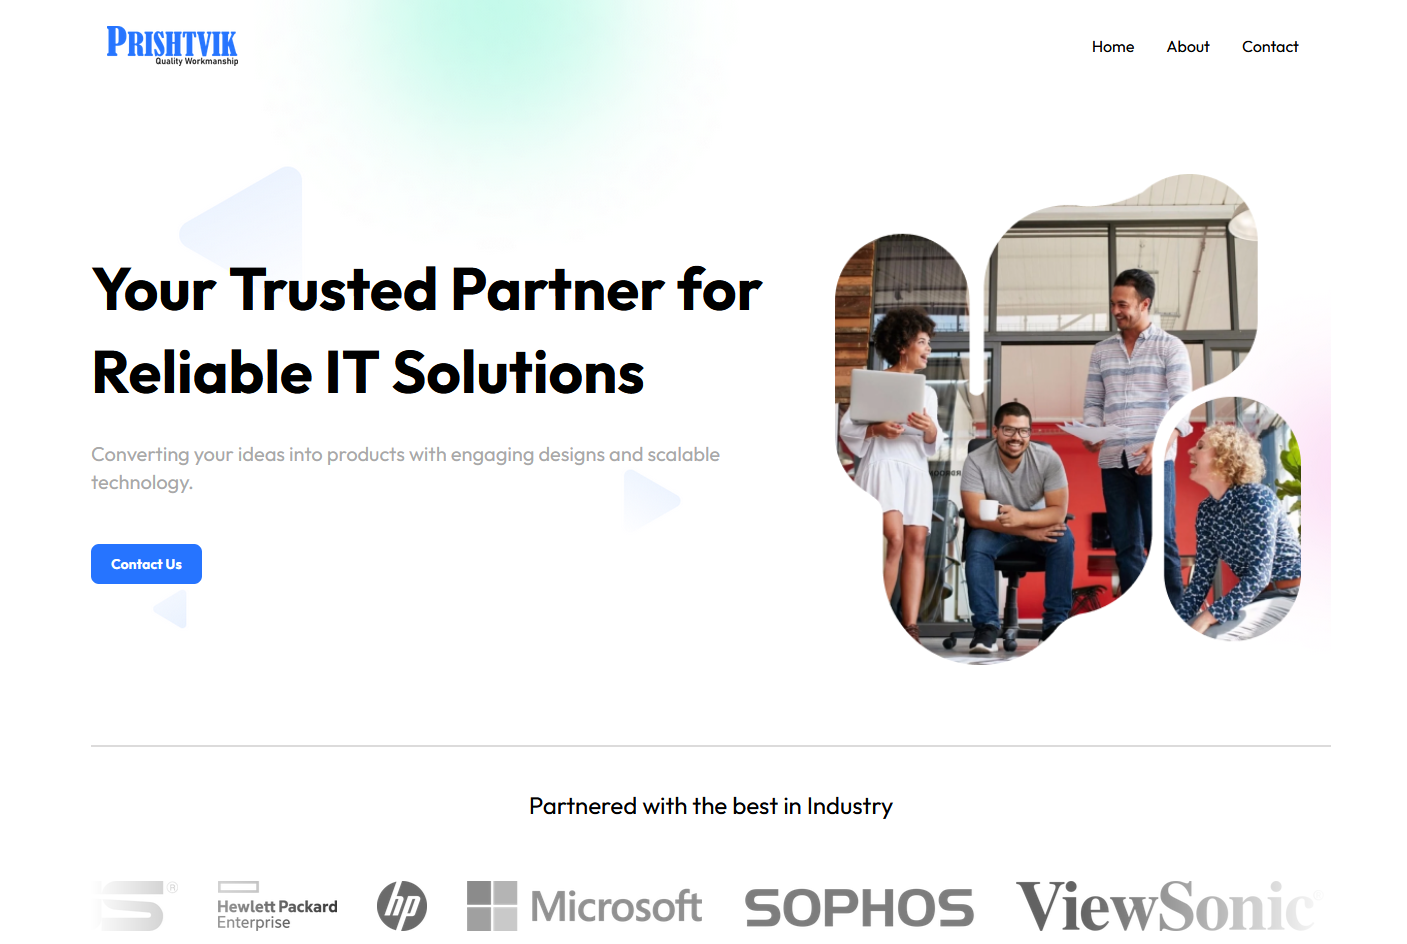 PRISHTVIK
Quality Workmanship
Home About Contact
Your Trusted Partner for
Reliable IT Solutions
Converting your ideas into products with engaging designs and scalable
technology.
Contact Us
Partnered with the best in Industry
S®
Hewlett Packard
Enterprise
hp
Microsoft
SOPHOS
ViewSonic